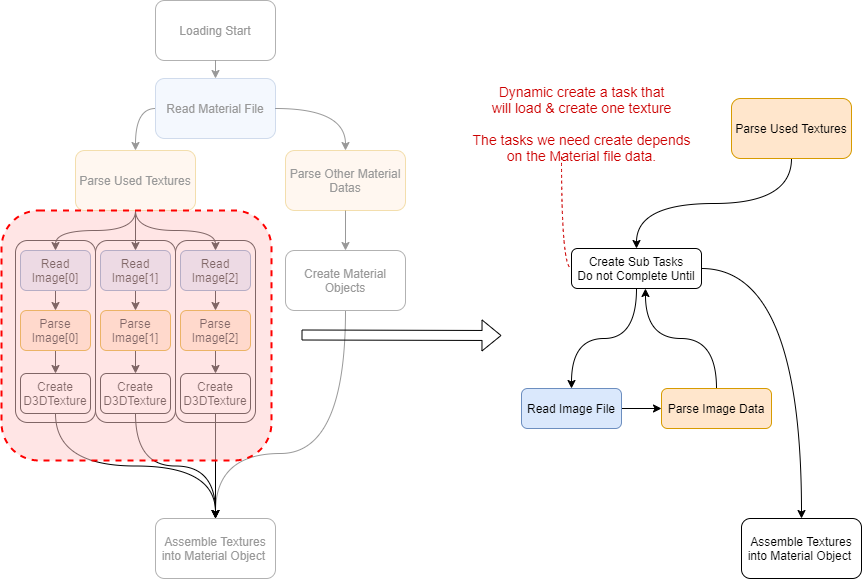 Loading Start
Read Material File
Parse Used Textures
Parse Other Material
Datas
Read
Image[0]
Read
Image[1]
Read
Image[2]
Parse
Image[0]
Parse
Image[1]
Parse
Image[2]
Create
D3DTexture
Create
D3DTexture
Create
D3DTexture
Create Material
Objects
Assemble Textures
into Material Object
Dynamic create a task that
will load & create one texture
The tasks we need create depends
on the Material file data.
Parse Used Textures
Create Sub Tasks
Do not Complete Until
Read Image File
Parse Image Data
Assemble Textures
into Material Object